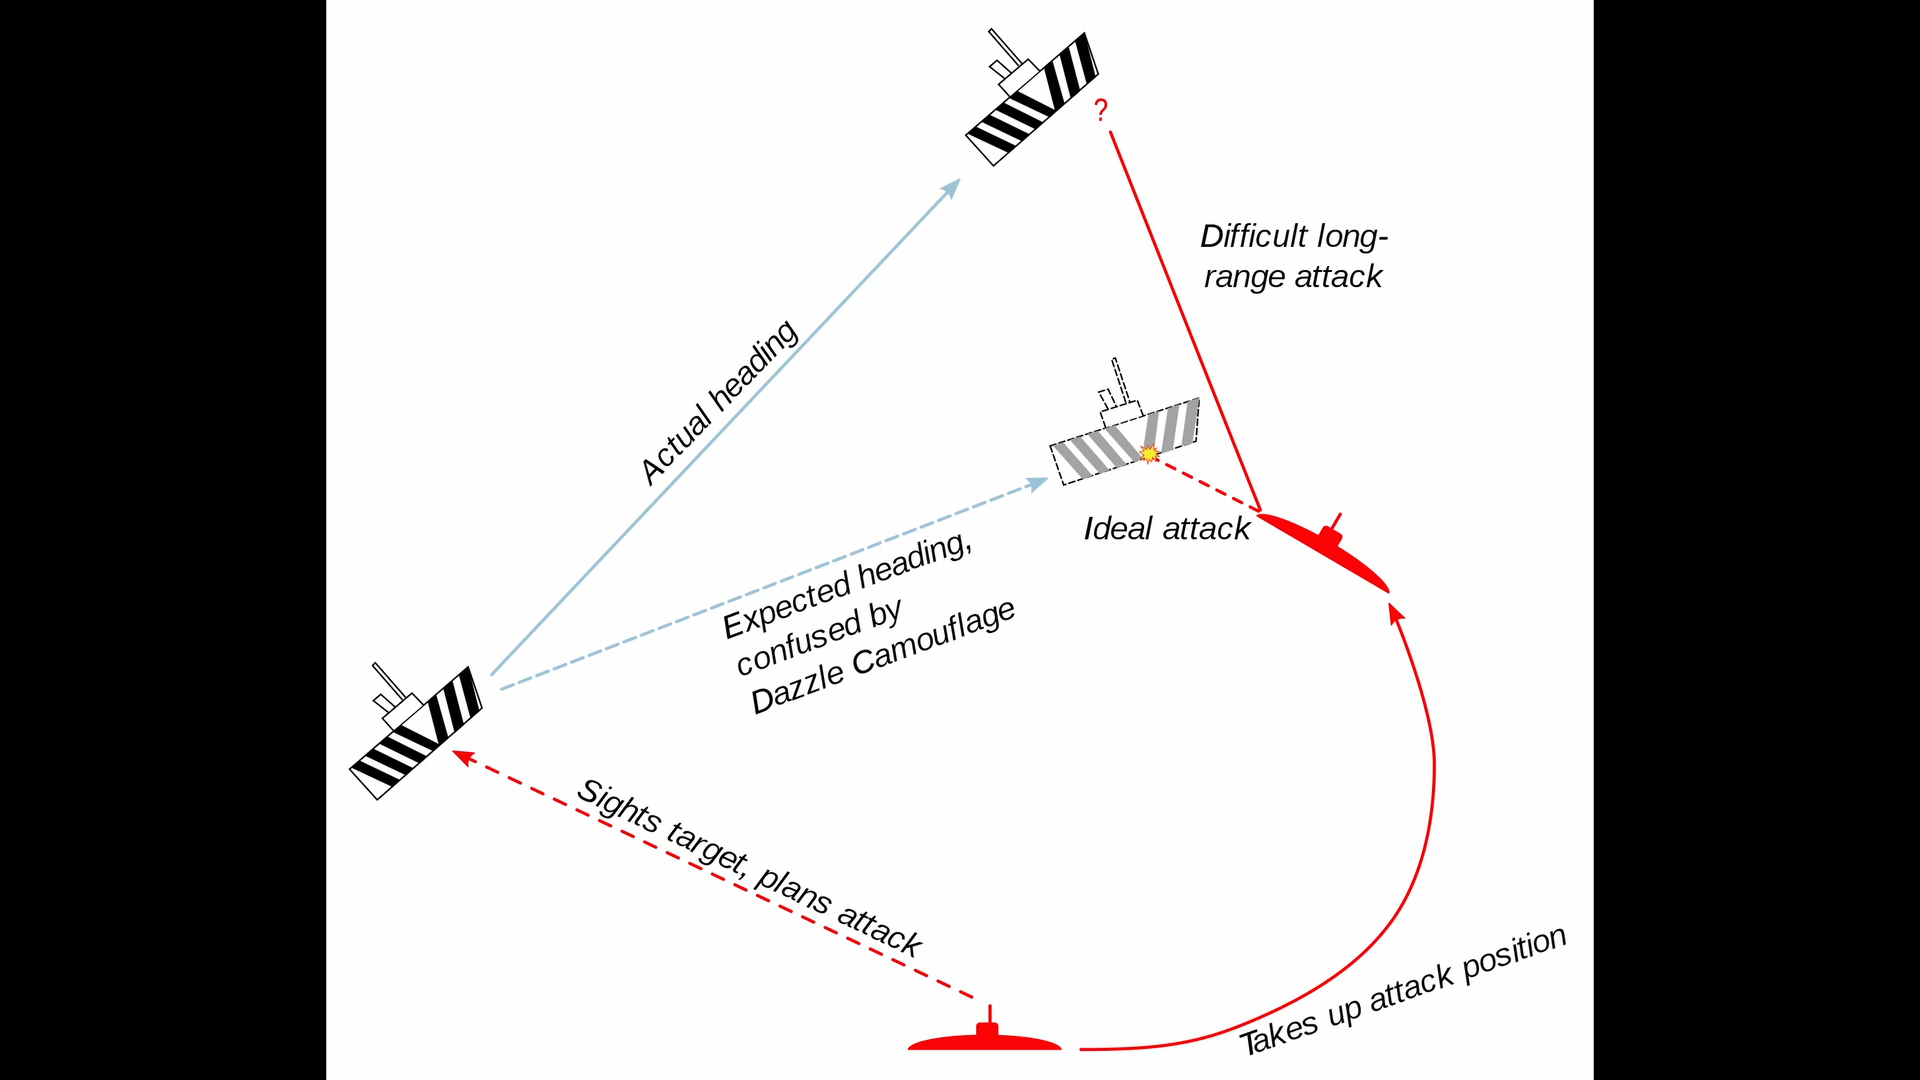 ?
Difficult long-
range attack
Actual heading
Ideal attack
Expected heading,
confused by
Dazzle Camouflage
Sights target, plans attack
Takes up attack position